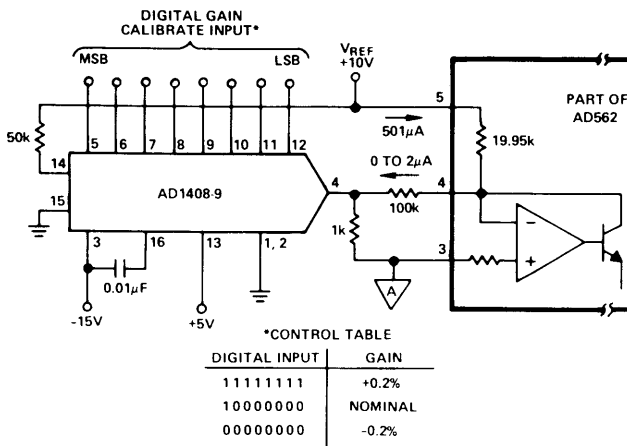 DIGITAL GAIN
CALIBRATE INPUT*
MSB
LSB
VREF
+10V
5
PART OF
AD562
501μA
19.95k
50k
14
5
6
7
8
9
10
11
12
0 TO 2μA
4
4
AD1408-9
100k
15
1k
3
3
16
13
1, 2
0.01μF
A
-15V
+5V
*CONTROL TABLE
DIGITAL INPUT GAIN
11111111 +0.2%
10000000 NOMINAL
00000000 -0.2%